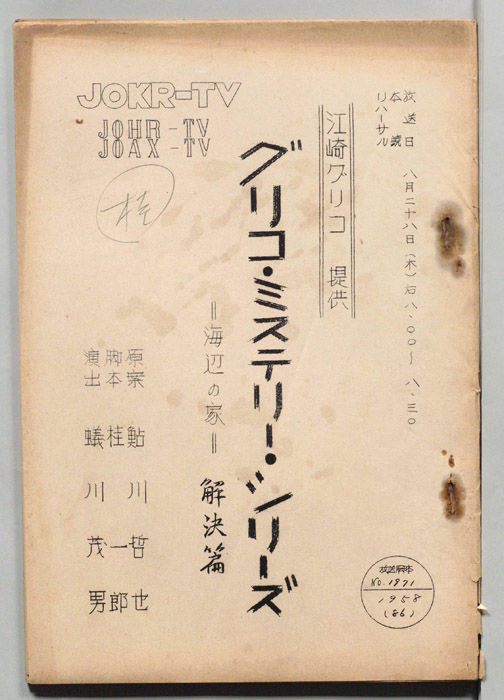 放送日 八月二十八日(木)后八、〇〇〜八、三〇
本読
リハーサル
江崎グリコ 提供
グリコ・ミステリー・シリーズ
=海辺の家= 解決篇
JOKR-TV
JOHR-TV
JOAX-TV
桂
原案 鮎川哲也
脚本 桂一郎
演出 蟻川茂男
放送脚本
No.1871
1958
(86)